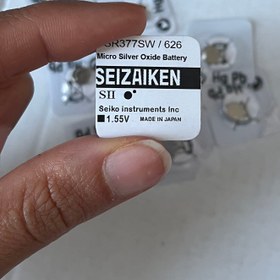 SR377SW / 626
Micro Silver Oxide Battery
SEIZAIKEN
SII
Seiko instruments Inc
1.55V MADE IN JAPAN